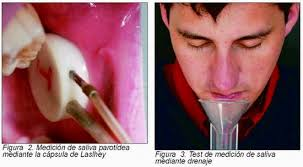 Figura 2. Medición de saliva parotídea
mediante la cápsula de Lashley
Figura 3. Test de medición de saliva
mediante drenaje